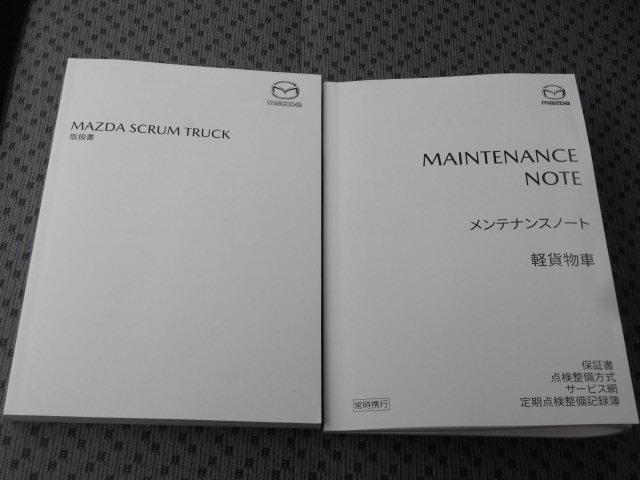 mazda
MAZDA SCRUM TRUCK
取扱書
mazda
MAINTENANCE
NOTE
メンテナンスノート
軽貨物車
保証書
点検整備方式
サービス網
定期点検整備記録簿
常時携行